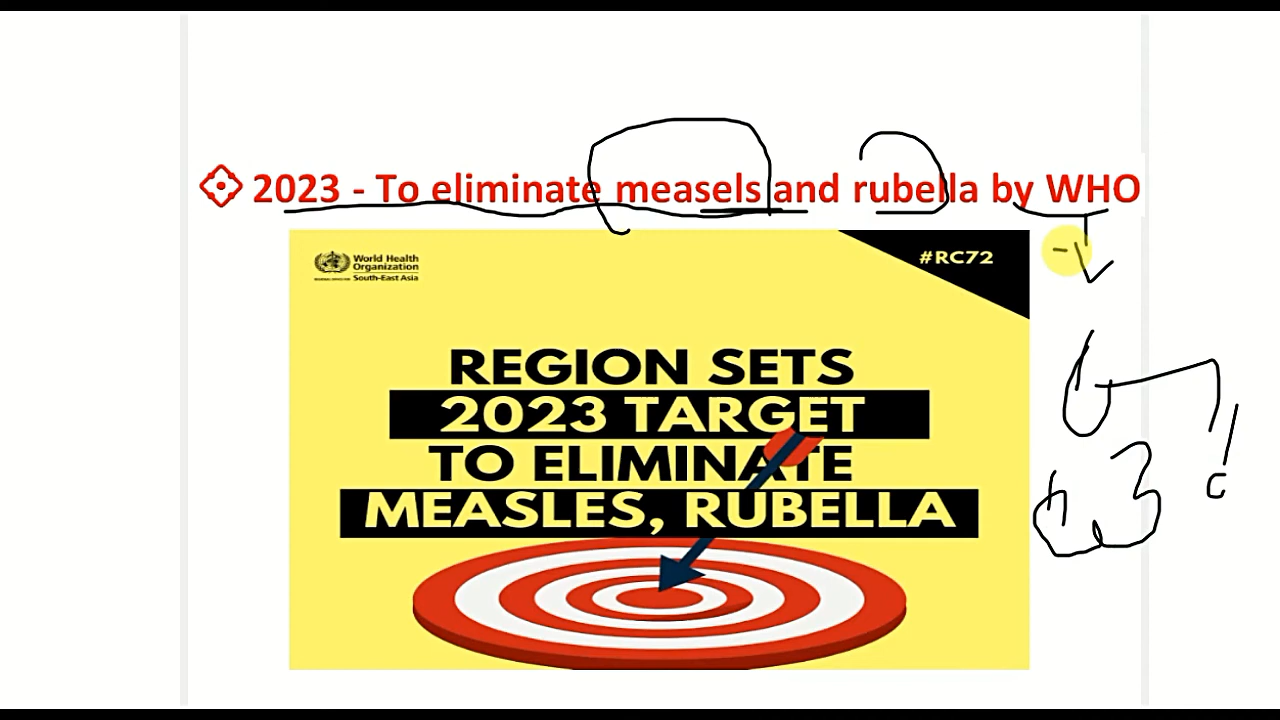 2023 - To eliminate measels and rubella by WHO
World Health
Organization
South-East Asia
#RC72
REGION SETS
2023 TARGET
TO ELIMINATE
MEASLES, RUBELLA